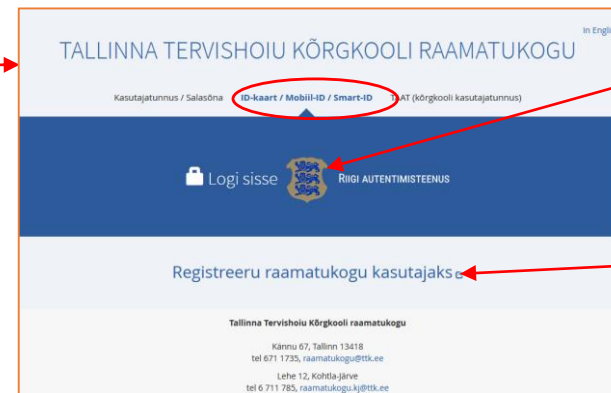 In Engli
TALLINNA TERVISHOIU KÕRGKOOLI RAAMATUKOGU
Kasutajatunnus / Salasõna ID-kaart / Mobiil-ID / Smart-ID (kõrgkooli kasutajatunnus)
Logi sisse RIIGI AUTENTIMISTEENUS
Registreeru raamatukogu kasutajaks
Tallinna Tervishoiu Kõrgkooli raamatukogu
Kännu 67, Tallinn 13418
tel 671 1735, raamatukogu@ttk.ee
Lehe 12, Kohtla-Järve
tel 6 711 785, raamatukogu.kj@ttk.ee